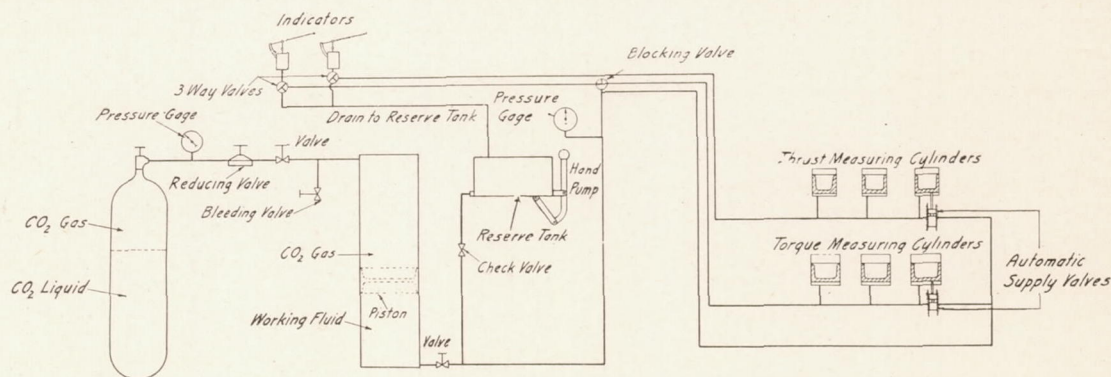 Indicators
Blocking Valve
3 Way Valves
Pressure
Gage
Drain to Reserve Tank
Pressure Gage
Valve
Thrust Measuring Cylinders
Reducing Valve
Hand
Pump
Bleeding Valve
CO₂ Gas
Reserve Tank
CO₂ Gas
Check Valve
Torque Measuring Cylinders
Automatic
Supply Valves
CO₂ Liquid
Piston
Working Fluid
Valve